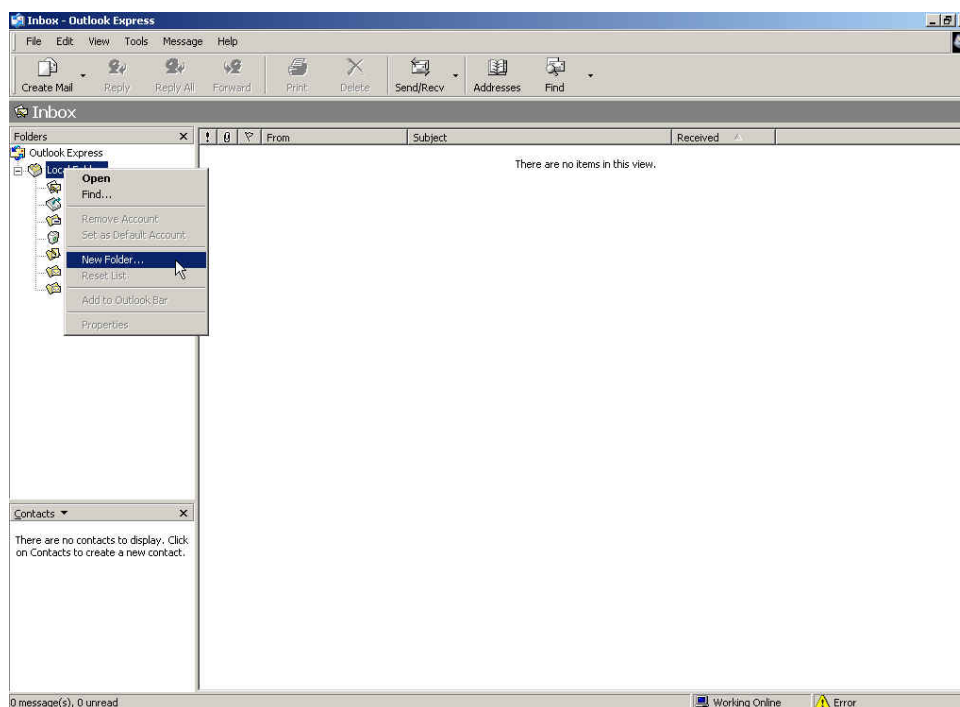 Inbox - Outlook Express
File Edit View Tools Message Help
Create Mail Reply Reply All Forward Print Delete Send/Recv Addresses Find
Inbox
Folders
! From Subject Received
Outlook Express
There are no items in this view.
Open
Find...
Remove Account
Set as Default Account
New Folder...
Reset List
Add to Outlook Bar
Properties
Contacts
There are no contacts to display. Click
on Contacts to create a new contact.
0 message(s), 0 unread Working Online Error